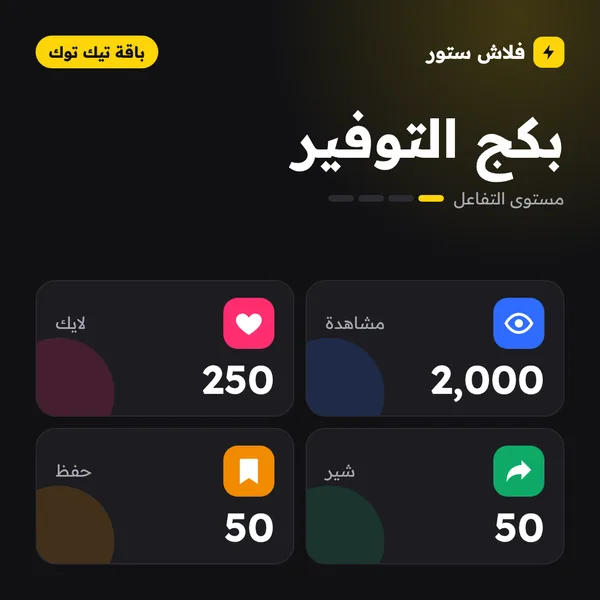 فلاش ستور
باقة تيك توك
بكج التوفير
مستوى التفاعل
مشاهدة
2,000
لايك
250
شير
50
حفظ
50